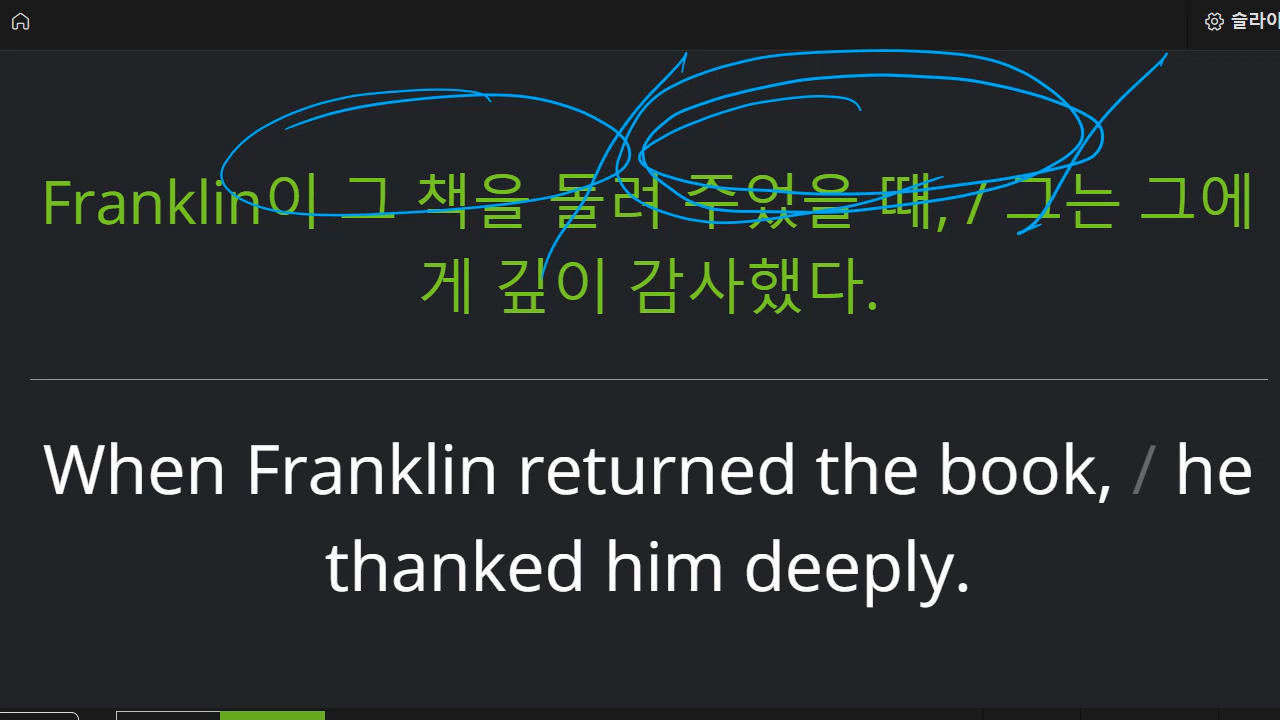 슬라이
Franklin이 그 책을 돌려 주었을 때, / 그는 그에
게 깊이 감사했다.
When Franklin returned the book, / he
thanked him deeply.